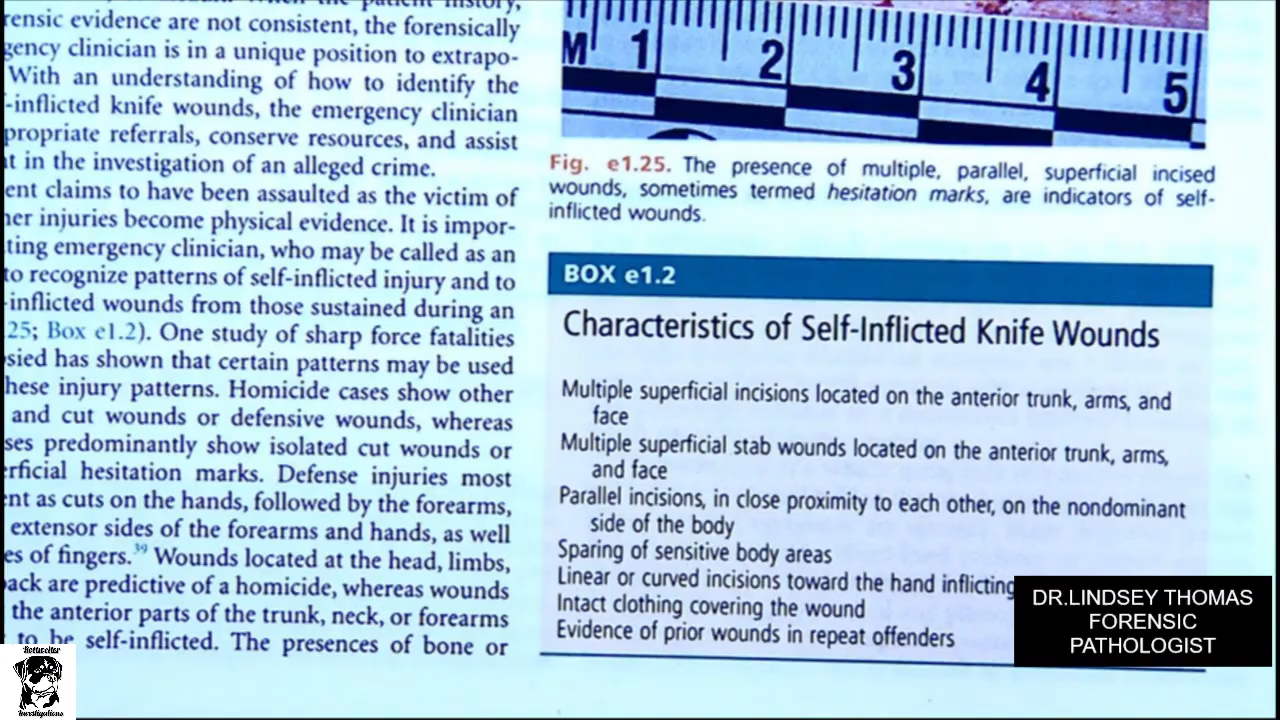 rensic evidence are not consistent, the forensically
gency clinician is in a unique position to extrapo-
With an understanding of how to identify the
-inflicted knife wounds, the emergency clinician
propriate referrals, conserve resources, and assist
t in the investigation of an alleged crime.
ent claims to have been assaulted as the victim of
her injuries become physical evidence. It is impor-
ting emergency clinician, who may be called as an
to recognize patterns of self-inflicted injury and to
-inflicted wounds from those sustained during an
25; Box e1.2). One study of sharp force fatalities
sied has shown that certain patterns may be used
hese injury patterns. Homicide cases show other
and cut wounds or defensive wounds, whereas
ses predominantly show isolated cut wounds or
rficial hesitation marks. Defense injuries most
ent as cuts on the hands, followed by the forearms,
extensor sides of the forearms and hands, as well
es of fingers.39 Wounds located at the head, limbs,
ack are predictive of a homicide, whereas wounds
the anterior parts of the trunk, neck, or forearms
to be self-inflicted. The presences of bone or
M 1 2 3 4 5
Fig. e1.25. The presence of multiple, parallel, superficial incised
wounds, sometimes termed hesitation marks, are indicators of self-
inflicted wounds.
BOX e1.2
Characteristics of Self-Inflicted Knife Wounds
Multiple superficial incisions located on the anterior trunk, arms, and
face
Multiple superficial stab wounds located on the anterior trunk, arms,
and face
Parallel incisions, in close proximity to each other, on the nondominant
side of the body
Sparing of sensitive body areas
Linear or curved incisions toward the hand inflicting
Intact clothing covering the wound
Evidence of prior wounds in repeat offenders
DR.LINDSEY THOMAS
FORENSIC
PATHOLOGIST
Rottweiler
Investigations